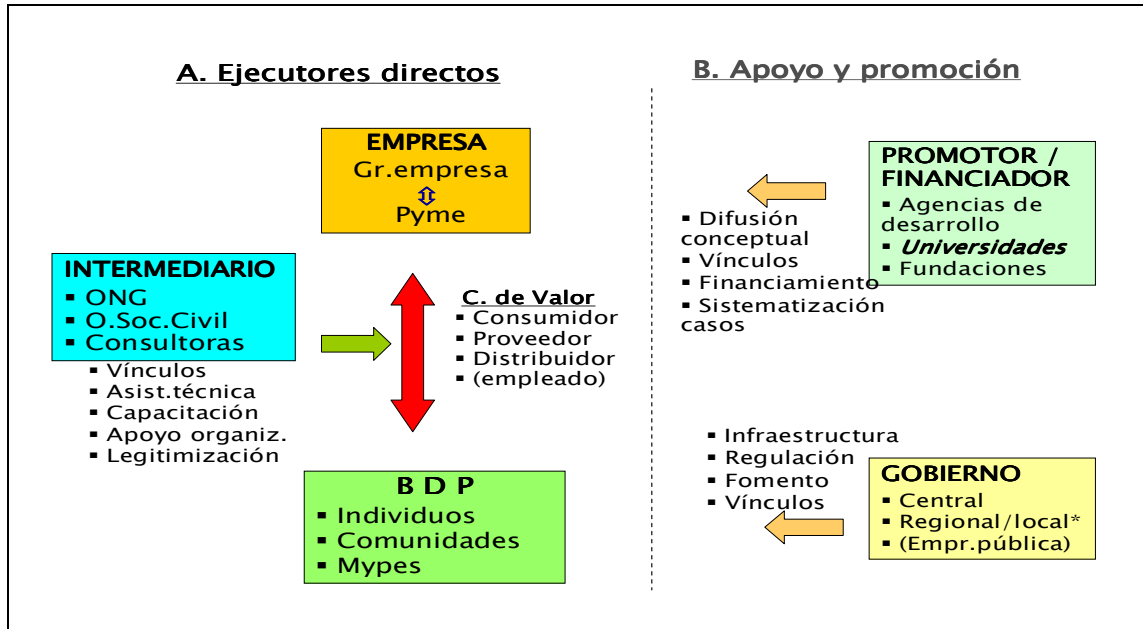 A. Ejecutores directos
EMPRESA
Gr.empresa
Pyme
INTERMEDIARIO
▪ ONG
▪ O.Soc.Civil
▪ Consultoras
▪ Vínculos
▪ Asist.técnica
▪ Capacitación
▪ Apoyo organiz.
▪ Legitimización
C. de Valor
▪ Consumidor
▪ Proveedor
▪ Distribuidor
▪ (empleado)
B D P
▪ Individuos
▪ Comunidades
▪ Mypes
B. Apoyo y promoción
PROMOTOR /
FINANCIADOR
▪ Agencias de
desarrollo
▪ Universidades
▪ Fundaciones
▪ Difusión
conceptual
▪ Vínculos
▪ Financiamiento
▪ Sistematización
casos
▪ Infraestructura
▪ Regulación
▪ Fomento
▪ Vínculos
GOBIERNO
▪ Central
▪ Regional/local*
▪ (Empr.pública)